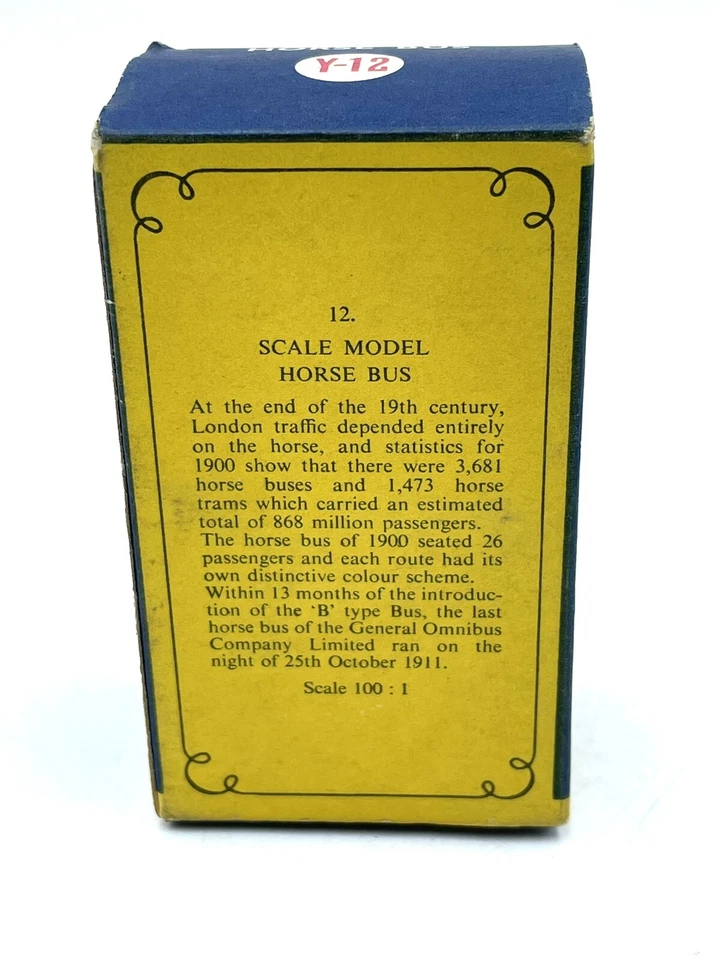 HORSE BUS
Y-12
12.
SCALE MODEL
HORSE BUS
At the end of the 19th century,
London traffic depended entirely
on the horse, and statistics for
1900 show that there were 3,681
horse buses and 1,473 horse
trams which carried an estimated
total of 868 million passengers.
The horse bus of 1900 seated 26
passengers and each route had its
own distinctive colour scheme.
Within 13 months of the introduc-
tion of the ‘B’ type Bus, the last
horse bus of the General Omnibus
Company Limited ran on the
night of 25th October 1911.
Scale 100 : 1